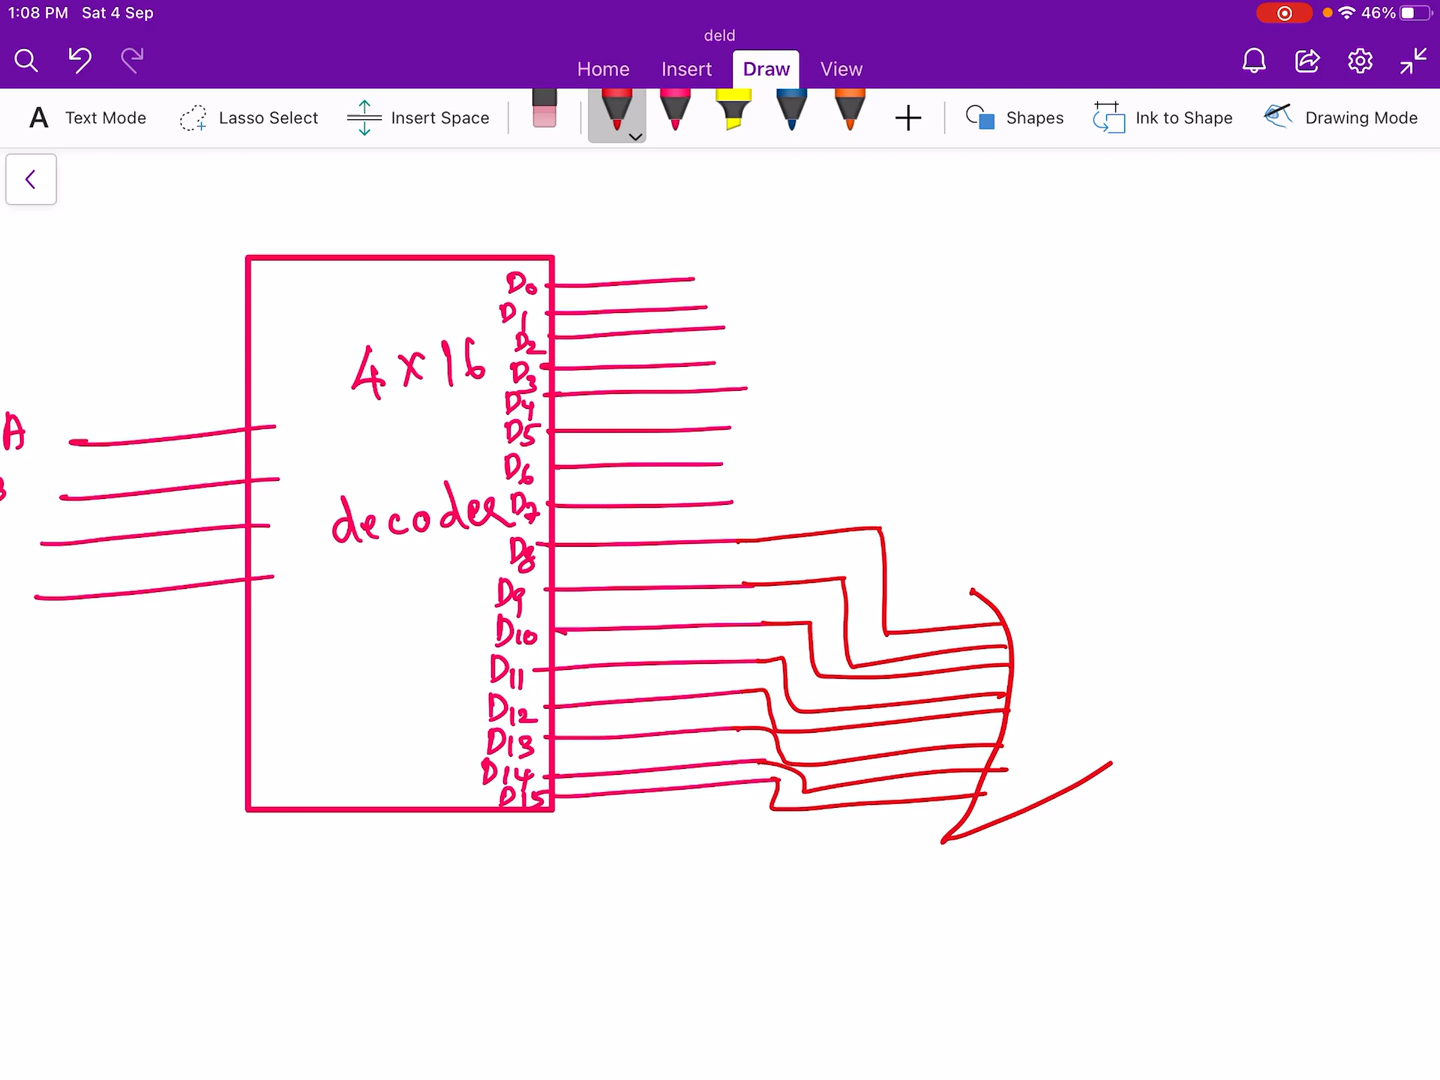 1:08 PM Sat 4 Sep 46%
deld
Home Insert Draw View
A Text Mode Lasso Select Insert Space Shapes Ink to Shape Drawing Mode
D0
D1
D2
4×16
D3
D4
A
D5
D6
decoder
D7
D8
D9
D10
D11
D12
D13
D14
D15